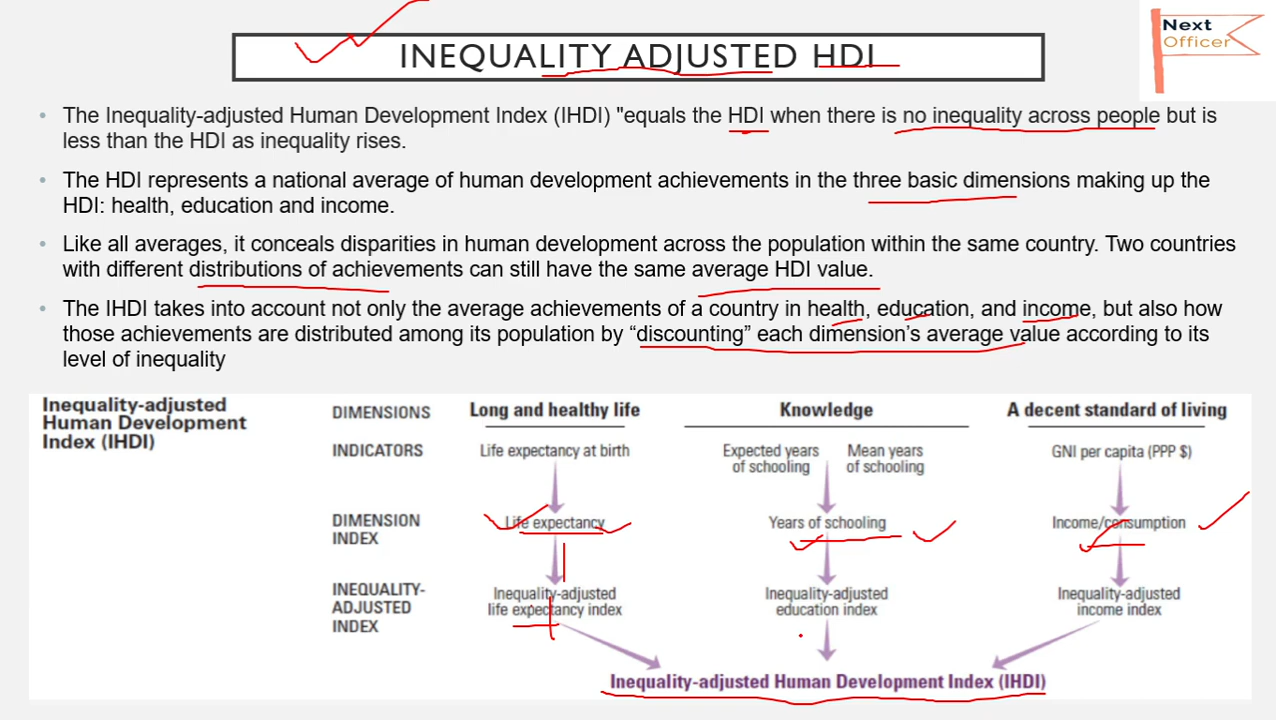 Next
Officer
INEQUALITY ADJUSTED HDI
• The Inequality-adjusted Human Development Index (IHDI) "equals the HDI when there is no inequality across people but is
less than the HDI as inequality rises.
• The HDI represents a national average of human development achievements in the three basic dimensions making up the
HDI: health, education and income.
• Like all averages, it conceals disparities in human development across the population within the same country. Two countries
with different distributions of achievements can still have the same average HDI value.
• The IHDI takes into account not only the average achievements of a country in health, education, and income, but also how
those achievements are distributed among its population by “discounting” each dimension’s average value according to its
level of inequality
Inequality-adjusted
Human Development
Index (IHDI)
DIMENSIONS Long and healthy life Knowledge A decent standard of living
INDICATORS Life expectancy at birth Expected years Mean years GNI per capita (PPP $)
of schooling of schooling
DIMENSION Life expectancy Years of schooling Income/consumption
INDEX
INEQUALITY- Inequality-adjusted Inequality-adjusted Inequality-adjusted
ADJUSTED life expectancy index education index income index
INDEX
Inequality-adjusted Human Development Index (IHDI)